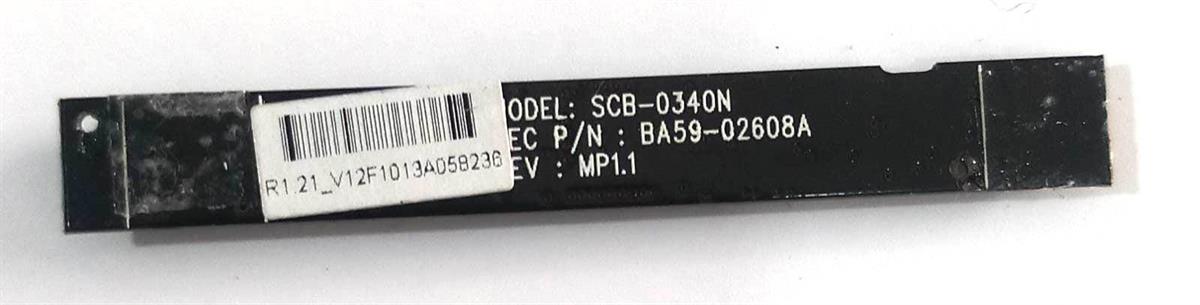 ODEL: SCB-0340N
EC P/N : BA59-02608A
EV : MP1.1
R1.21_V12F1013A058236